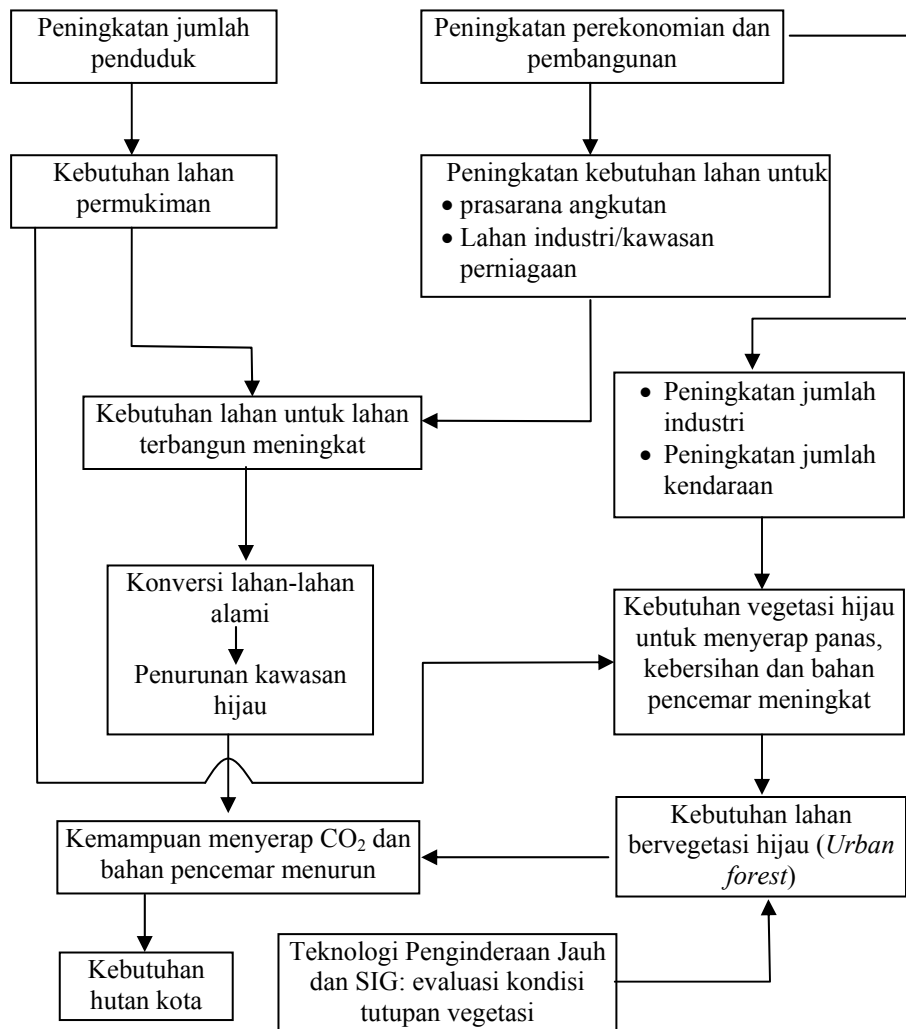 Peningkatan jumlah
penduduk
Peningkatan perekonomian dan
pembangunan
Kebutuhan lahan
permukiman
Peningkatan kebutuhan lahan untuk
• prasarana angkutan
• Lahan industri/kawasan
perniagaan
Kebutuhan lahan untuk lahan
terbangun meningkat
• Peningkatan jumlah
industri
• Peningkatan jumlah
kendaraan
Konversi lahan-lahan
alami
Penurunan kawasan
hijau
Kebutuhan vegetasi hijau
untuk menyerap panas,
kebersihan dan bahan
pencemar meningkat
Kemampuan menyerap CO₂ dan
bahan pencemar menurun
Kebutuhan lahan
bervegetasi hijau (Urban
forest)
Kebutuhan
hutan kota
Teknologi Penginderaan Jauh
dan SIG: evaluasi kondisi
tutupan vegetasi